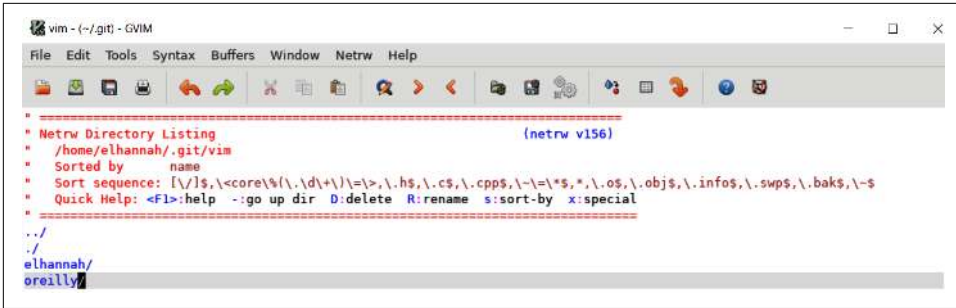 vim - (~/.git) - GVIM
File Edit Tools Syntax Buffers Window Netrw Help
" ============================================================================
" Netrw Directory Listing (netrw v156)
" /home/elhannah/.git/vim
" Sorted by name
" Sort sequence: [\/]$,\<core\%(\.\d\+\)\=\>,\.h$,\.c$,\.cpp$,\~\=\*$,*,\.o$,\.obj$,\.info$,\.swp$,\.bak$,\~$
" Quick Help: <F1>:help -:go up dir D:delete R:rename s:sort-by x:special
" ==============================================================================
../
./
elhannah/
oreilly/